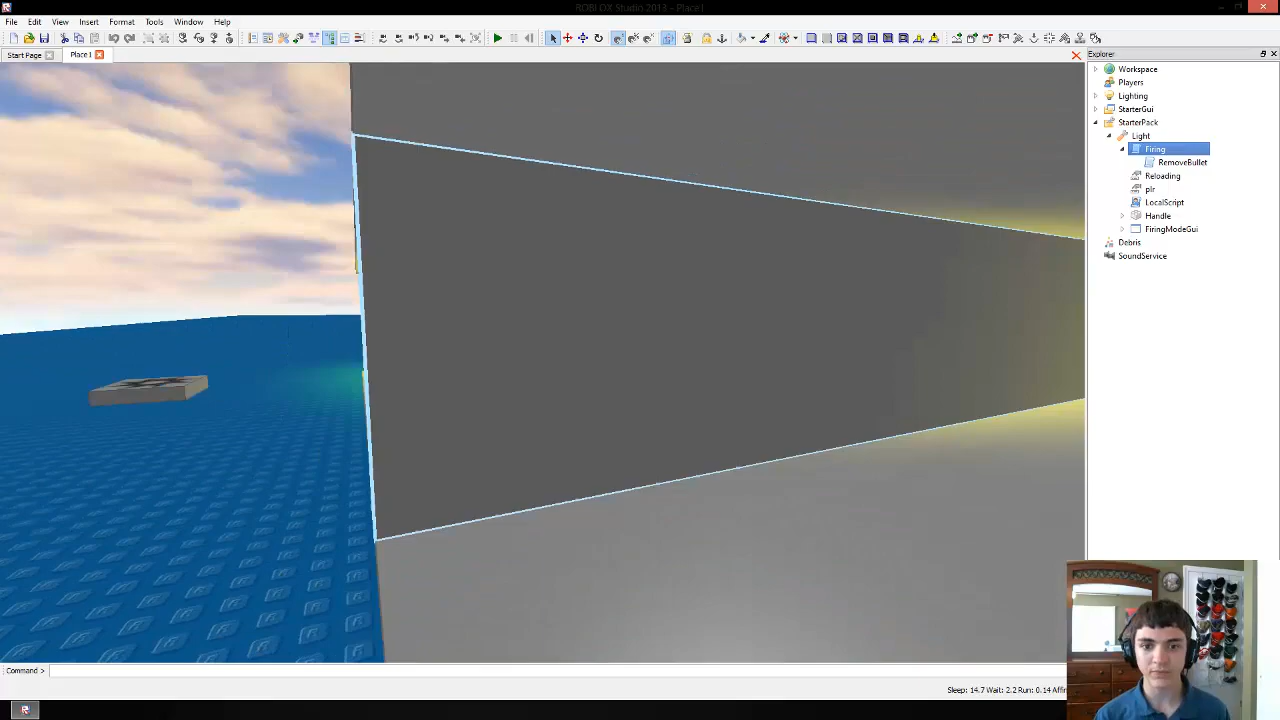 ROBLOX Studio 2013 - Place1
File Edit View Insert Format Tools Window Help
Start Page Place1
Explorer
Workspace
Players
Lighting
StarterGui
StarterPack
Light
Firing
RemoveBullet
Reloading
plr
LocalScript
Handle
FiringModeGui
Debris
SoundService
Command >
Sleep: 14.7 Wait: 2.2 Run: 0.14 Affin